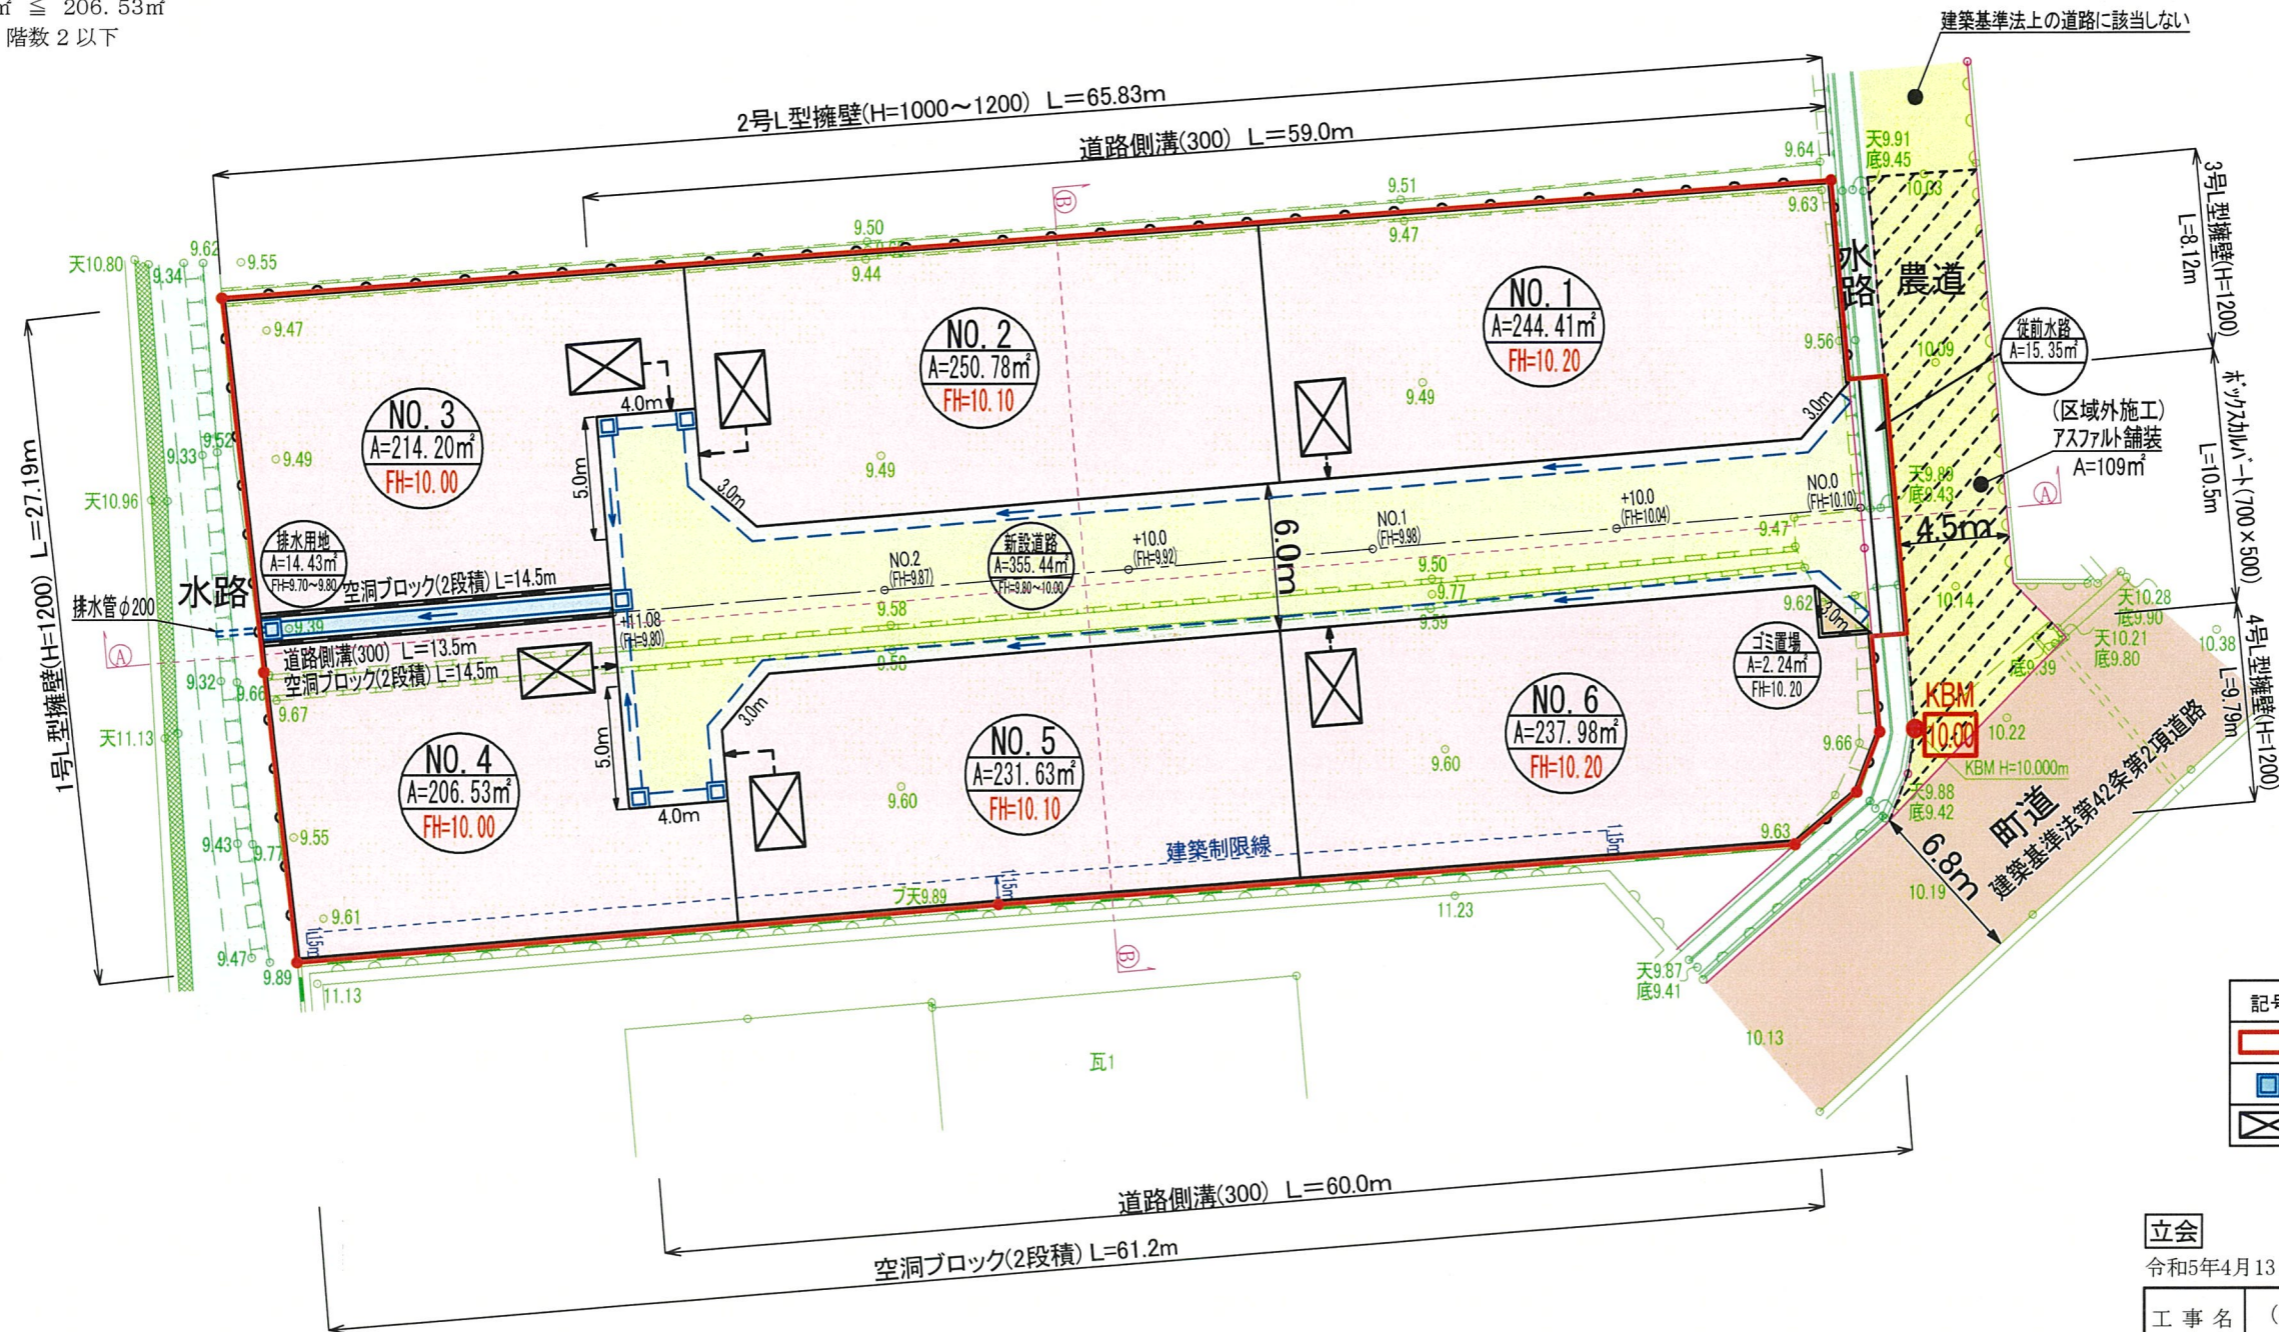 ㎡ ≦ 206.53㎡
階数２以下
建築基準法上の道路に該当しない
2号L型擁壁(H=1000～1200) L=65.83m
道路側溝(300) L=59.0m
天9.91
底9.45
9.64
10.03
9.63
9.51
9.47
9.50
9.44
B
3号L型擁壁(H=1200)
L=8.12m
天10.80
9.34
9.62
9.55
9.47
水路
農道
従前水路
A=15.35㎡
10.09
9.56
NO. 1
A=244.41㎡
FH=10.20
NO. 2
A=250.78㎡
FH=10.10
NO. 3
A=214.20㎡
FH=10.00
4.0m
5.0m
3.0m
3.0m
9.49
9.49
9.49
9.52
9.33
天10.96
ボックスカルバート(700×500)
L=10.5m
(区域外施工)
アスファルト舗装
A=109㎡
天9.89
底9.43
A
4.5m
NO.0
(FH=10.10)
+10.0
(FH=10.04)
NO.1
(FH=9.98)
+10.0
(FH=9.92)
NO.2
(FH=9.87)
+11.08
(FH=9.80)
新設道路
A=355.44㎡
FH=9.80～10.00
6.0m
9.47
9.50
9.77
9.59
9.58
9.58
9.62
1号L型擁壁(H=1200) L=27.19m
排水用地
A=14.43㎡
FH=9.70～9.80
水路
空洞ブロック(2段積) L=14.5m
排水管φ200
9.39
道路側溝(300) L=13.5m
空洞ブロック(2段積) L=14.5m
A
9.32
9.66
9.67
天11.13
3.0m
ゴミ置場
A=2.24㎡
FH=10.20
10.14
天10.28
底9.90
天10.21
底9.80
底9.39
10.38
4号L型擁壁(H=1200)
L=9.79m
KBM
10.00
10.22
KBM H=10.000m
天9.88
底9.42
9.66
NO. 4
A=206.53㎡
FH=10.00
NO. 5
A=231.63㎡
FH=10.10
NO. 6
A=237.98㎡
FH=10.20
5.0m
4.0m
3.0m
9.60
9.60
9.63
9.43
9.77
9.55
9.61
9.47
9.89
11.13
1.15m
ブ天9.89
1.15m
建築制限線
1.15m
11.23
B
町道
建築基準法第42条第2項道路
6.8m
10.19
天9.87
底9.41
10.13
瓦1
道路側溝(300) L=60.0m
空洞ブロック(2段積) L=61.2m
立会
令和5年4月13
工事名
(